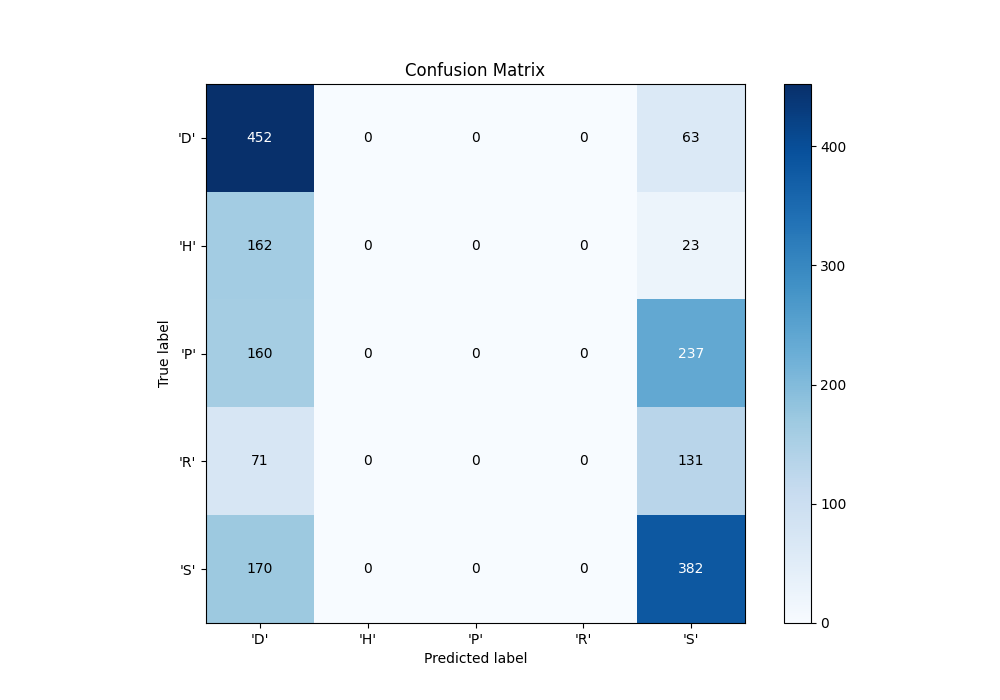 Confusion Matrix
True label
'D' 452 0 0 0 63
'H' 162 0 0 0 23
'P' 160 0 0 0 237
'R' 71 0 0 0 131
'S' 170 0 0 0 382
'D' 'H' 'P' 'R' 'S'
Predicted label
400
300
200
100
0